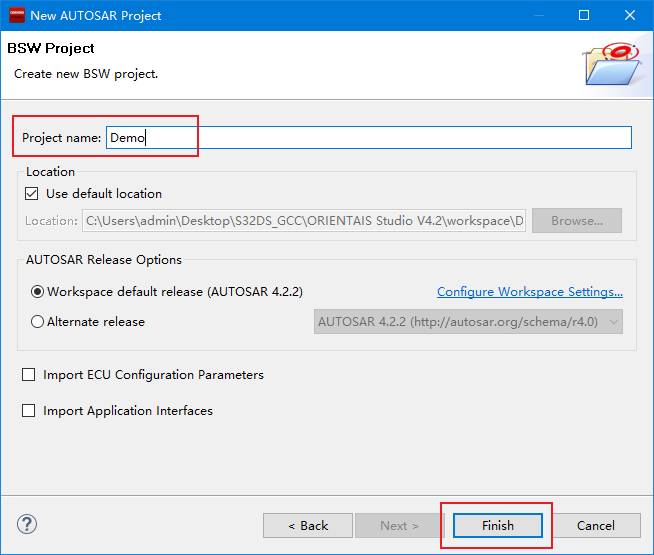 New AUTOSAR Project
BSW Project
Create new BSW project.
Project name: Demo
Location
Use default location
Location: C:\Users\admin\Desktop\S32DS_GCC\ORIENTAIS Studio V4.2\workspace\D Browse...
AUTOSAR Release Options
Workspace default release (AUTOSAR 4.2.2) Configure Workspace Settings...
Alternate release AUTOSAR 4.2.2 (http://autosar.org/schema/r4.0)
Import ECU Configuration Parameters
Import Application Interfaces
? < Back Next > Finish Cancel